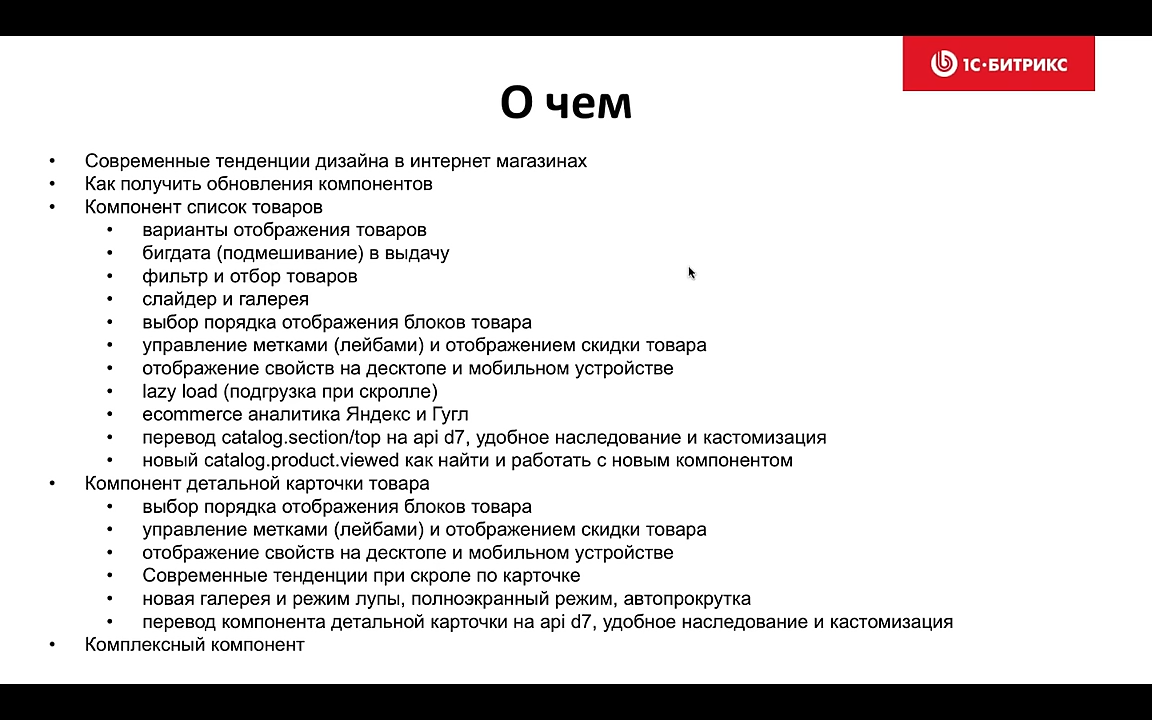 1С·БИТРИКС
О чем
• Современные тенденции дизайна в интернет магазинах
• Как получить обновления компонентов
• Компонент список товаров
• варианты отображения товаров
• бигдата (подмешивание) в выдачу
• фильтр и отбор товаров
• слайдер и галерея
• выбор порядка отображения блоков товара
• управление метками (лейбами) и отображением скидки товара
• отображение свойств на десктопе и мобильном устройстве
• lazy load (подгрузка при скролле)
• ecommerce аналитика Яндекс и Гугл
• перевод catalog.section/top на api d7, удобное наследование и кастомизация
• новый catalog.product.viewed как найти и работать с новым компонентом
• Компонент детальной карточки товара
• выбор порядка отображения блоков товара
• управление метками (лейбами) и отображением скидки товара
• отображение свойств на десктопе и мобильном устройстве
• Современные тенденции при скроле по карточке
• новая галерея и режим лупы, полноэкранный режим, автопрокрутка
• перевод компонента детальной карточки на api d7, удобное наследование и кастомизация
• Комплексный компонент